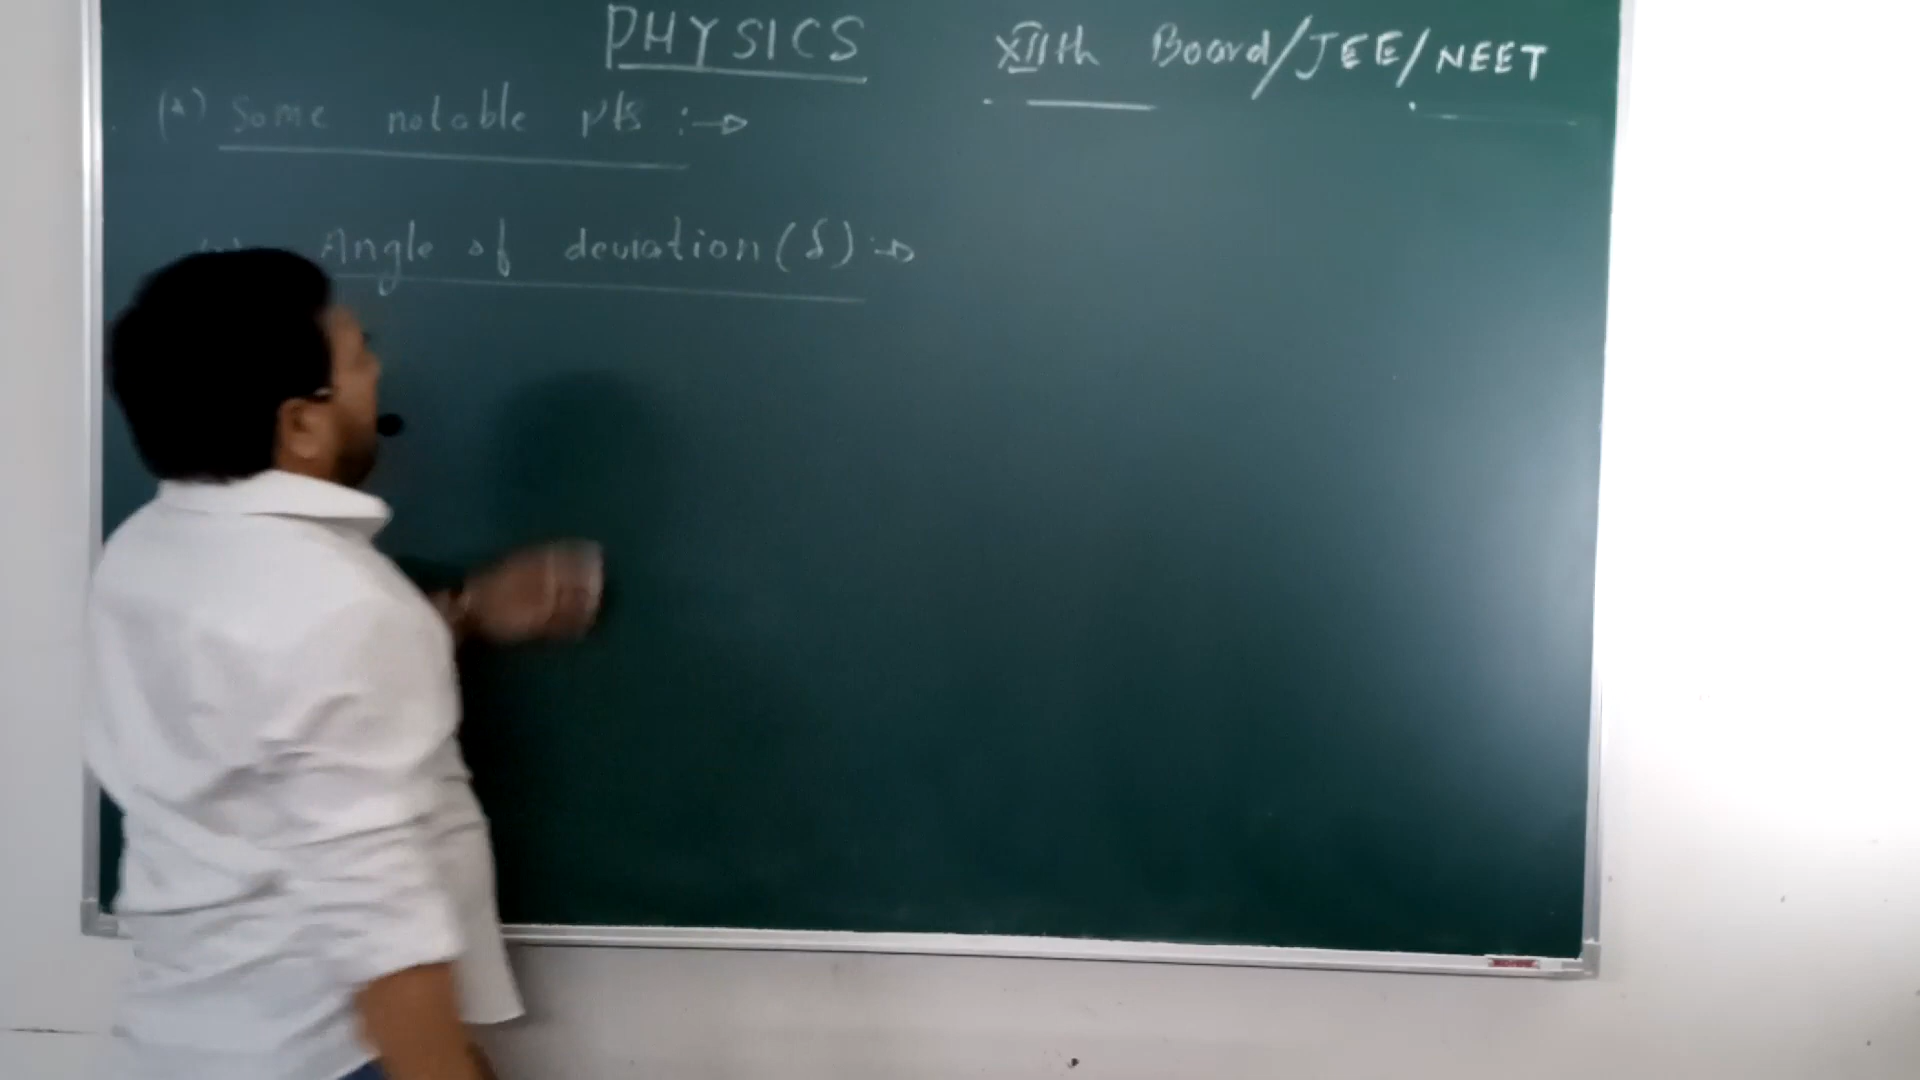 PHYSICS XIIth Board/JEE/NEET
(*) Some notable pts :→
Angle of deviation (δ) :→